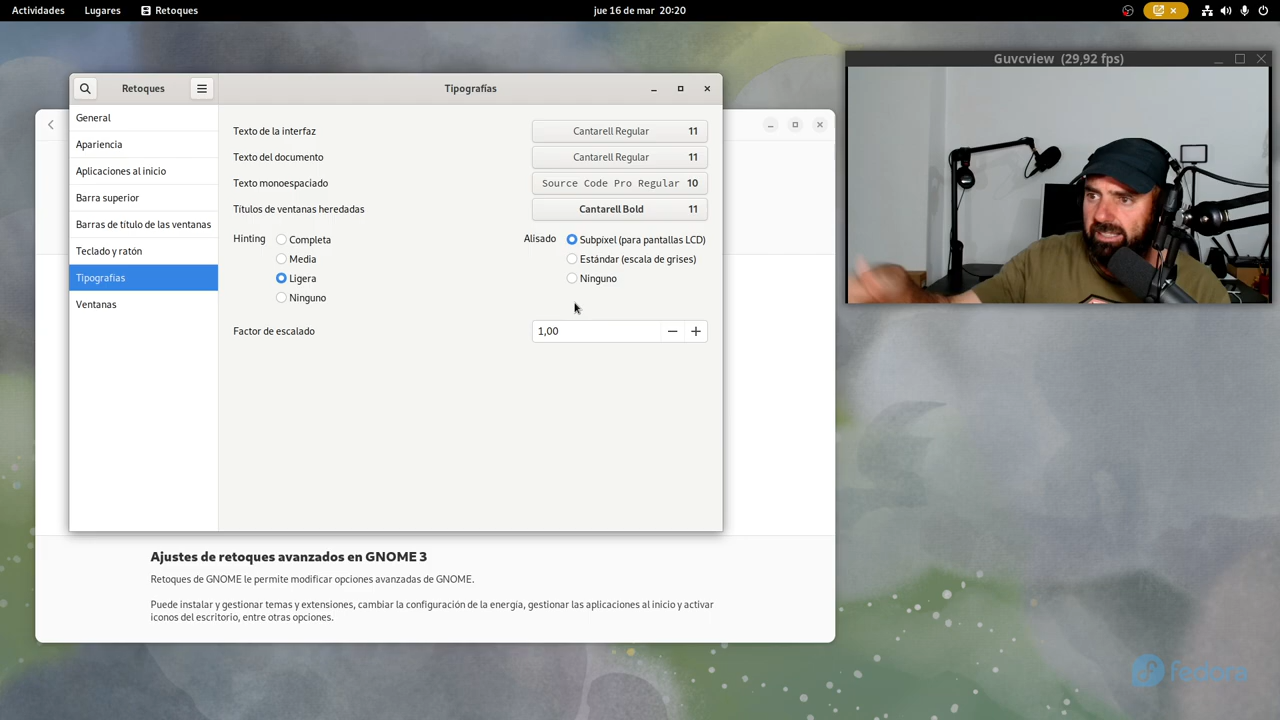 Actividades Lugares Retoques jue 16 de mar 20:20
Guvcview (29,92 fps)
Retoques Tipografías
General
Apariencia
Aplicaciones al inicio
Barra superior
Barras de título de las ventanas
Teclado y ratón
Tipografías
Ventanas
Texto de la interfaz Cantarell Regular 11
Texto del documento Cantarell Regular 11
Texto monoespaciado Source Code Pro Regular 10
Títulos de ventanas heredadas Cantarell Bold 11
Hinting Completa Alisado Subpíxel (para pantallas LCD)
Media Estándar (escala de grises)
Ligera Ninguno
Ninguno
Factor de escalado 1,00
Ajustes de retoques avanzados en GNOME 3
Retoques de GNOME le permite modificar opciones avanzadas de GNOME.
Puede instalar y gestionar temas y extensiones, cambiar la configuración de la energía, gestionar las aplicaciones al inicio y activar
iconos del escritorio, entre otras opciones.
fedora